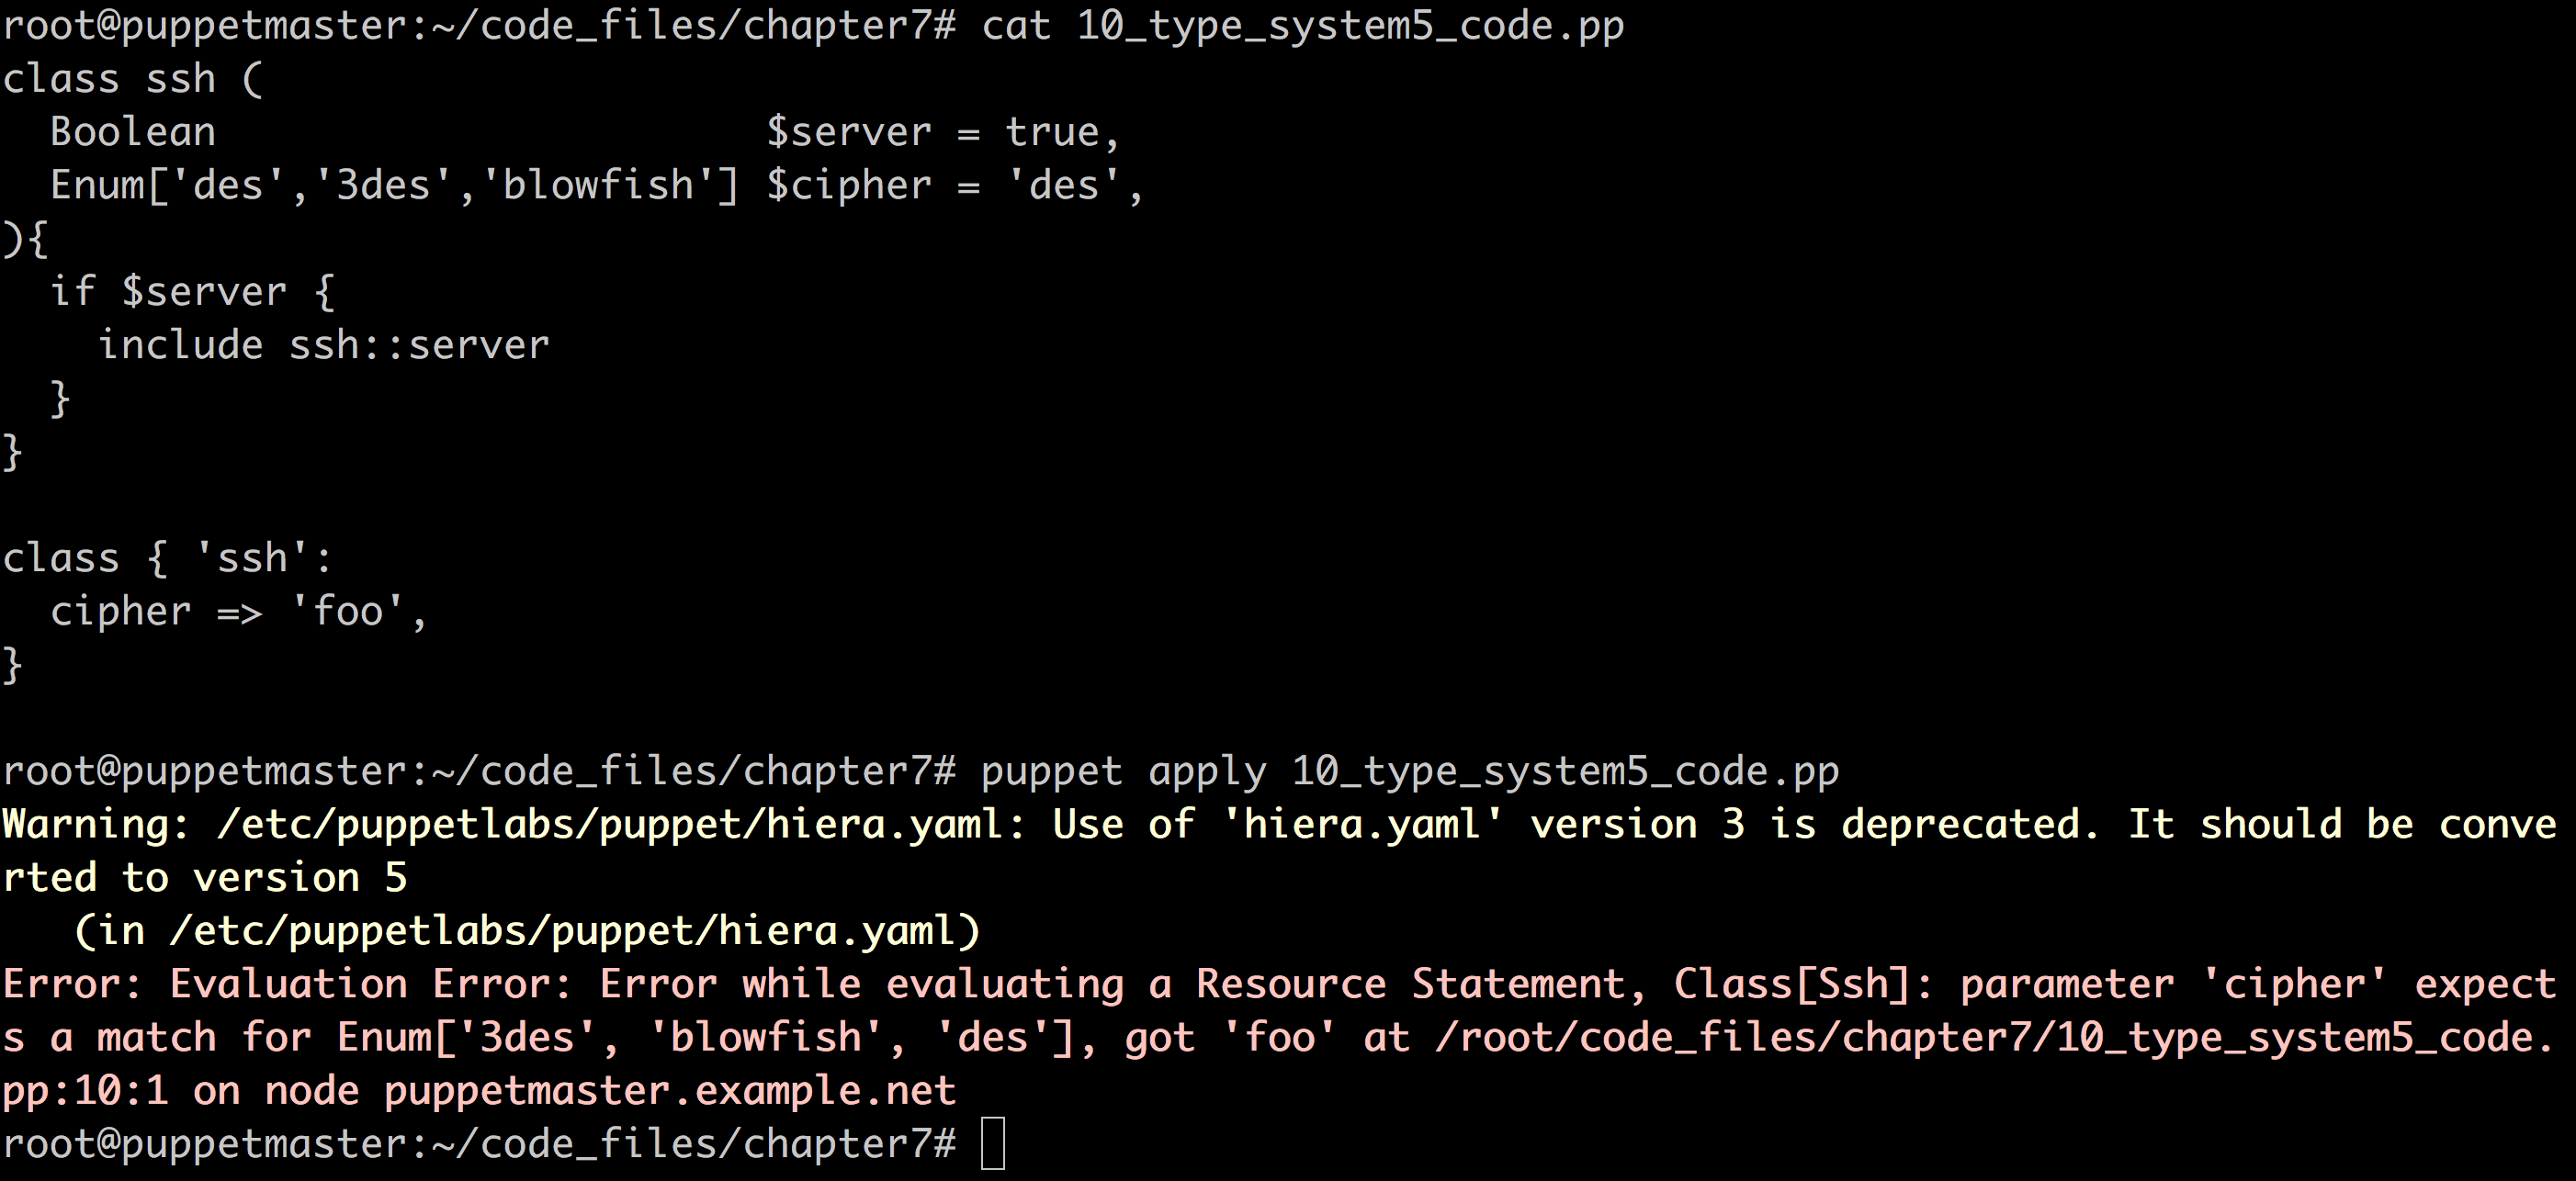 root@puppetmaster:~/code_files/chapter7# cat 10_type_system5_code.pp
class ssh (
  Boolean                       $server = true,
  Enum['des','3des','blowfish'] $cipher = 'des',
){
  if $server {
    include ssh::server
  }
}

class { 'ssh':
  cipher => 'foo',
}

root@puppetmaster:~/code_files/chapter7# puppet apply 10_type_system5_code.pp
Warning: /etc/puppetlabs/puppet/hiera.yaml: Use of 'hiera.yaml' version 3 is deprecated. It should be conve
rted to version 5
   (in /etc/puppetlabs/puppet/hiera.yaml)
Error: Evaluation Error: Error while evaluating a Resource Statement, Class[Ssh]: parameter 'cipher' expect
s a match for Enum['3des', 'blowfish', 'des'], got 'foo' at /root/code_files/chapter7/10_type_system5_code.
pp:10:1 on node puppetmaster.example.net
root@puppetmaster:~/code_files/chapter7#